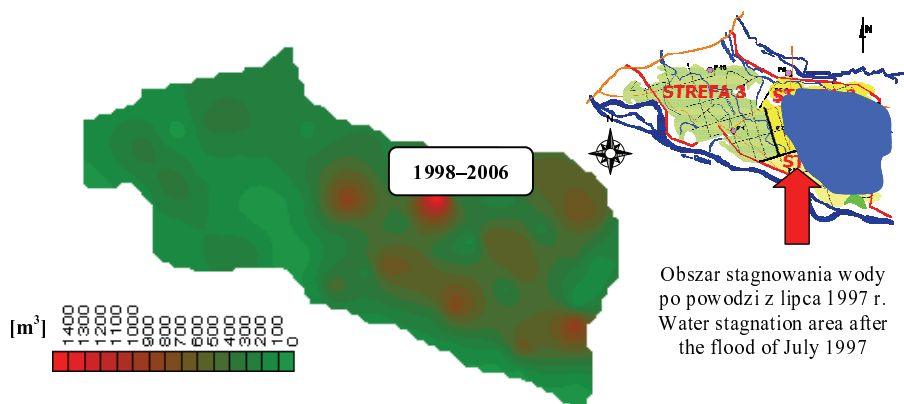 1998–2006
[m³]
1400
1300
1200
1100
1000
900
800
700
600
500
400
300
200
100
0
N
STREFA 3
N
Obszar stagnowania wody
po powodzi z lipca 1997 r.
Water stagnation area after
the flood of July 1997